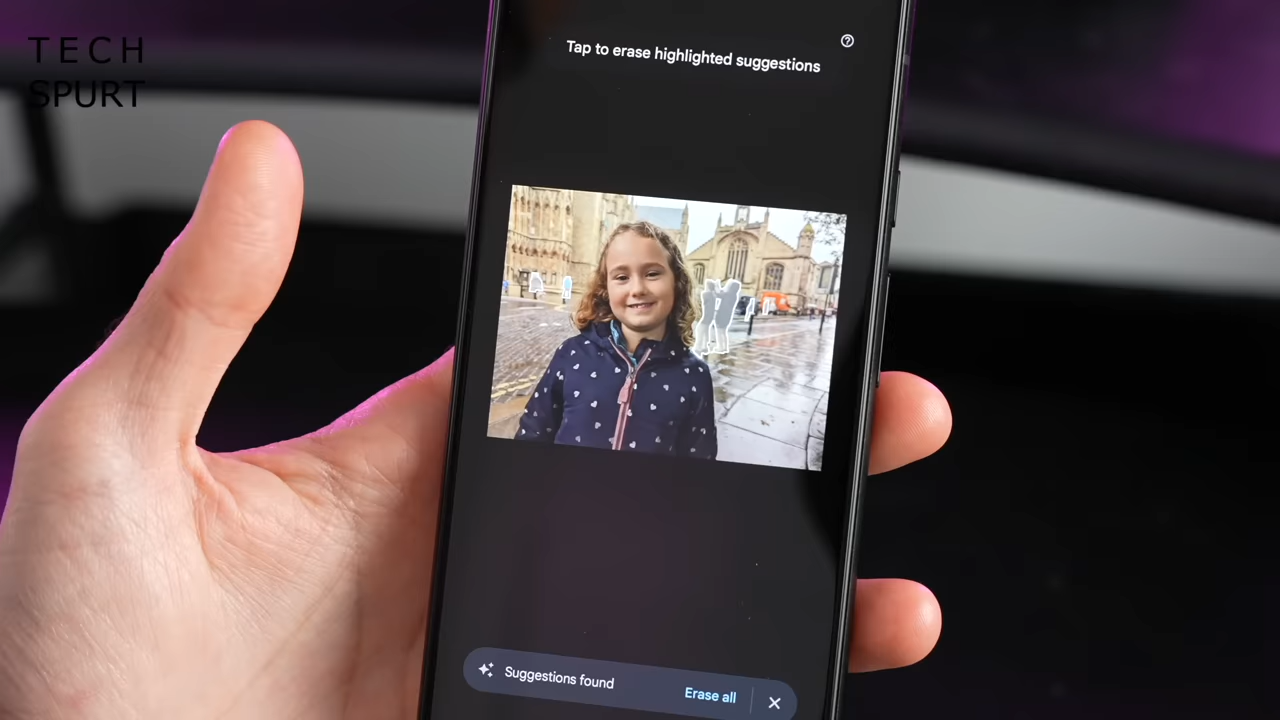 TECH
SPURT
Tap to erase highlighted suggestions
Suggestions found
Erase all